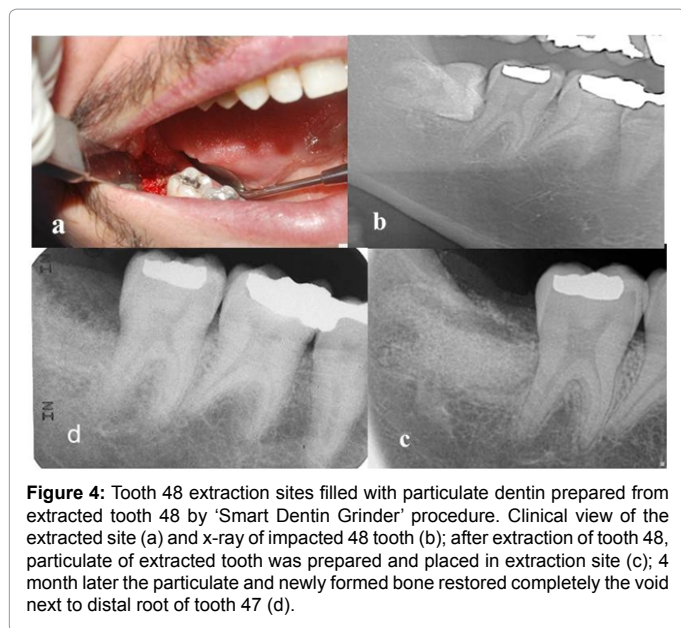 a
b
d
c
Figure 4: Tooth 48 extraction sites filled with particulate dentin prepared from
extracted tooth 48 by ‘Smart Dentin Grinder’ procedure. Clinical view of the
extracted site (a) and x-ray of impacted 48 tooth (b); after extraction of tooth 48,
particulate of extracted tooth was prepared and placed in extraction site (c); 4
month later the particulate and newly formed bone restored completely the void
next to distal root of tooth 47 (d).